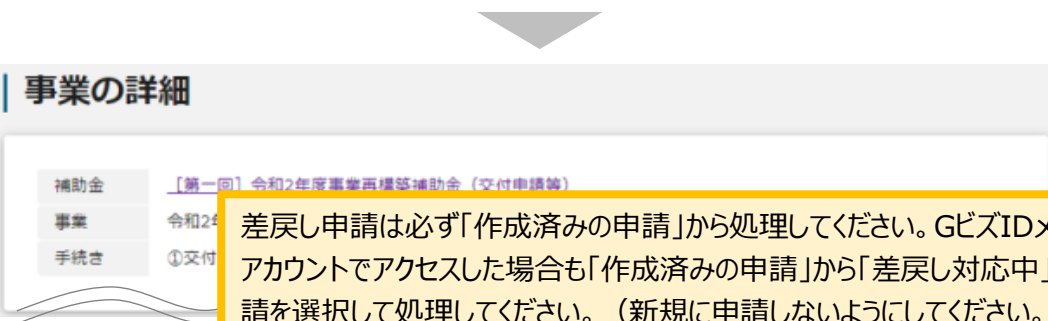 事業の詳細
補助金 [第一回] 令和2年度事業再構築補助金（交付申請等）
事業 令和2年
手続き ①交付
差戻し申請は必ず「作成済みの申請」から処理してください。GビズIDメ
アカウントでアクセスした場合も「作成済みの申請」から「差戻し対応中」
請を選択して処理してください。（新規に申請しないようにしてください。